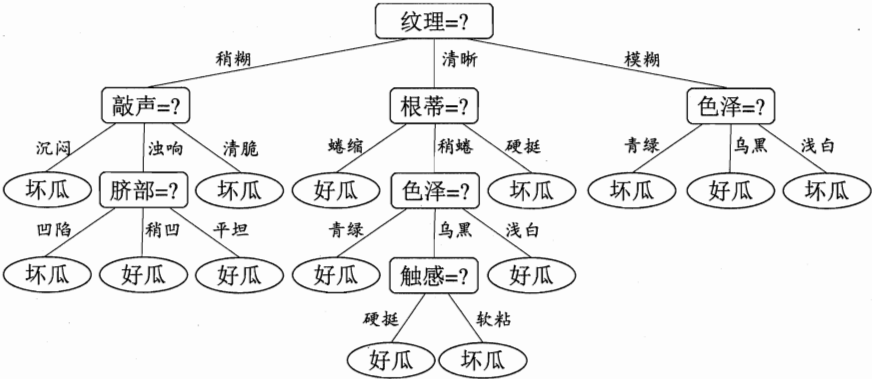 纹理=?
稍糊 清晰 模糊
敲声=? 根蒂=? 色泽=?
沉闷 浊响 清脆 蜷缩 稍蜷 硬挺 青绿 乌黑 浅白
坏瓜 脐部=? 坏瓜 好瓜 色泽=? 坏瓜 坏瓜 好瓜 坏瓜
凹陷 稍凹 平坦 青绿 乌黑 浅白
坏瓜 好瓜 好瓜 好瓜 触感=? 好瓜
硬挺 软粘
好瓜 坏瓜